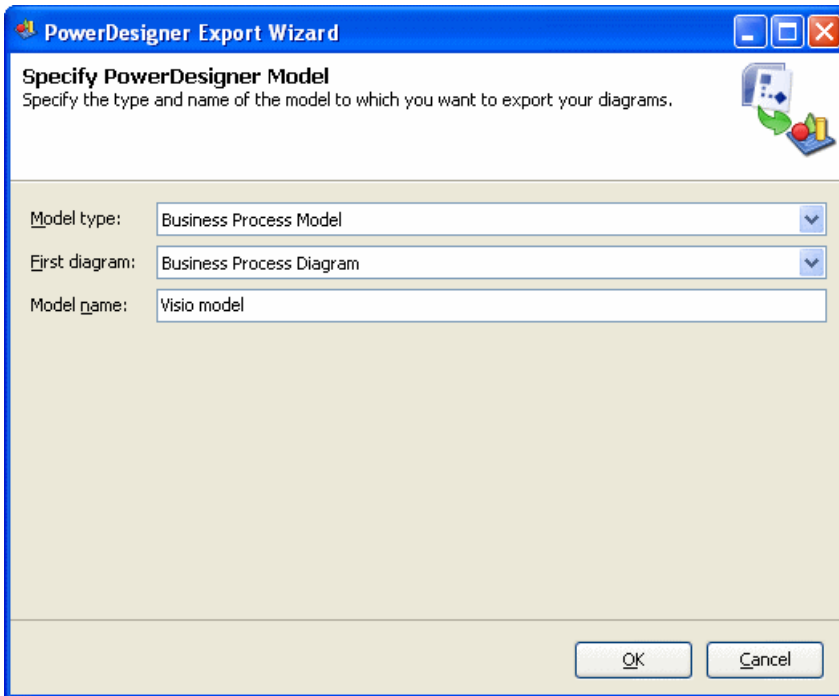 PowerDesigner Export Wizard
Specify PowerDesigner Model
Specify the type and name of the model to which you want to export your diagrams.
Model type: Business Process Model
First diagram: Business Process Diagram
Model name: Visio model
OK Cancel